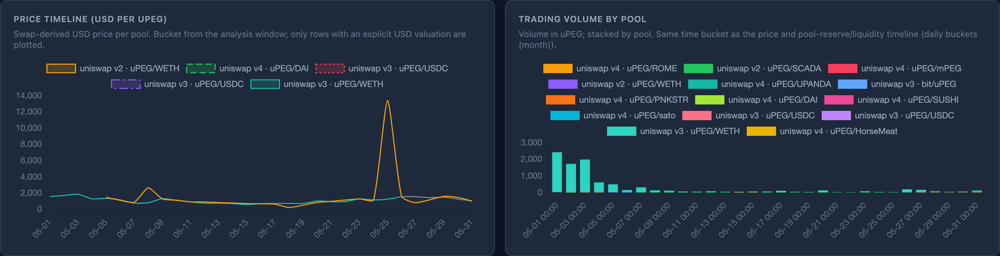 PRICE TIMELINE (USD PER UPEG)
Swap-derived USD price per pool. Bucket from the analysis window; only rows with an explicit USD valuation are
plotted.
uniswap v2 · uPEG/WETH uniswap v4 · uPEG/DAI uniswap v3 · uPEG/USDC
uniswap v3 · uPEG/USDC uniswap v3 · uPEG/WETH
14,000
12,000
10,000
8,000
6,000
4,000
2,000
0
05-01 05-03 05-05 05-07 05-09 05-11 05-13 05-15 05-17 05-19 05-21 05-23 05-25 05-27 05-29 05-31
TRADING VOLUME BY POOL
Volume in uPEG; stacked by pool. Same time bucket as the price and pool-reserve/liquidity timeline (daily buckets
(month)).
uniswap v4 · uPEG/ROME uniswap v2 · uPEG/SCADA uniswap v4 · uPEG/mPEG
uniswap v2 · uPEG/WETH uniswap v4 · uPEG/UPANDA uniswap v3 · bit/uPEG
uniswap v4 · uPEG/PNKSTR uniswap v4 · uPEG/DAI uniswap v4 · uPEG/SUSHI
uniswap v4 · uPEG/sato uniswap v3 · uPEG/USDC uniswap v3 · uPEG/USDC
uniswap v3 · uPEG/WETH uniswap v4 · uPEG/HorseMeat
3,000
2,000
1,000
0
05-01 00:00 05-03 00:00 05-05 00:00 05-07 00:00 05-09 00:00 05-11 00:00 05-13 00:00 05-15 00:00 05-17 00:00 05-19 00:00 05-21 00:00 05-23 00:00 05-25 00:00 05-27 00:00 05-29 00:00 05-31 00:00